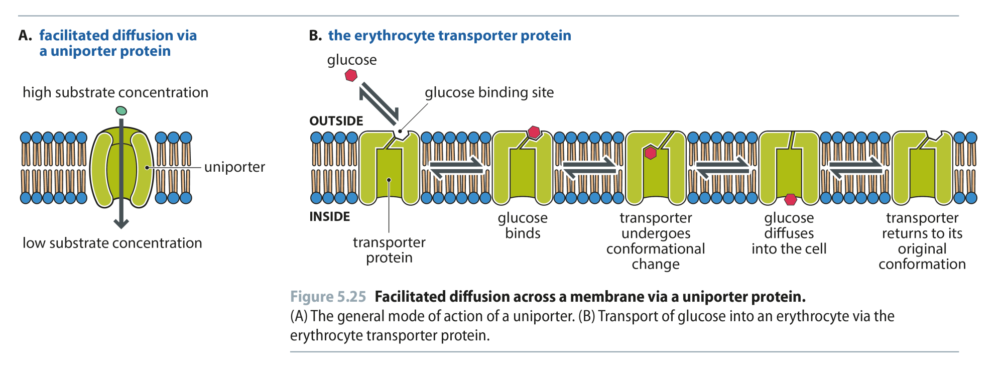 A. facilitated diffusion via
a uniporter protein
high substrate concentration
uniporter
low substrate concentration
B. the erythrocyte transporter protein
glucose
glucose binding site
OUTSIDE
INSIDE
transporter
protein
glucose
binds
transporter
undergoes
conformational
change
glucose
diffuses
into the cell
transporter
returns to its
original
conformation
Figure 5.25 Facilitated diffusion across a membrane via a uniporter protein.
(A) The general mode of action of a uniporter. (B) Transport of glucose into an erythrocyte via the
erythrocyte transporter protein.